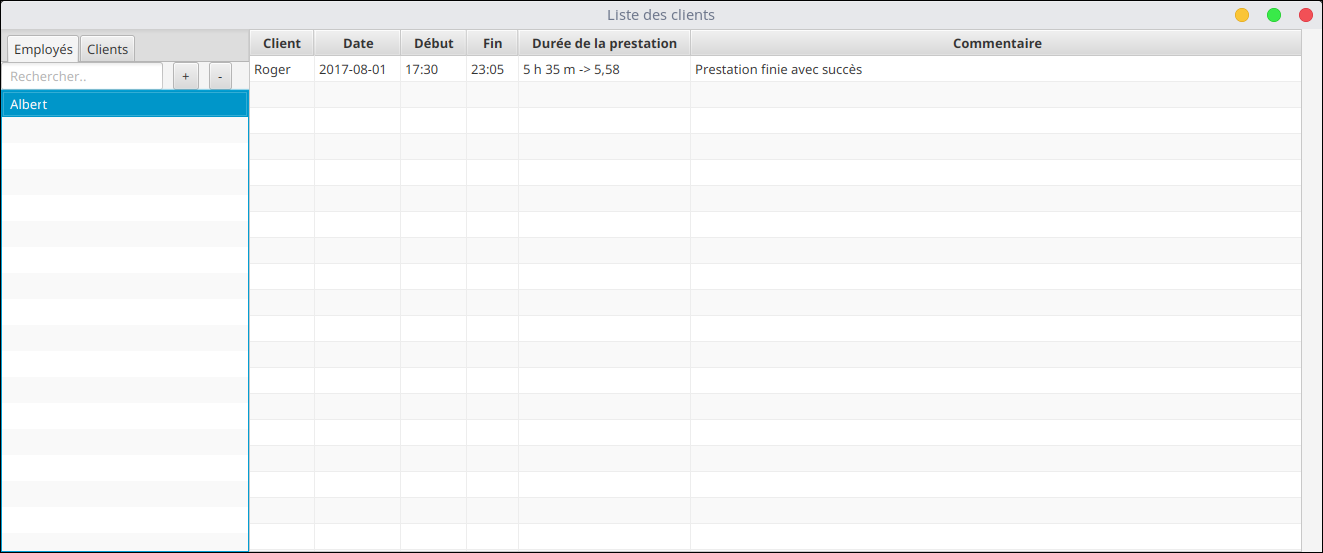 Liste des clients
Employés Clients
Rechercher..
+ -
Albert
Client Date Début Fin Durée de la prestation Commentaire
Roger 2017-08-01 17:30 23:05 5 h 35 m -> 5,58 Prestation finie avec succès